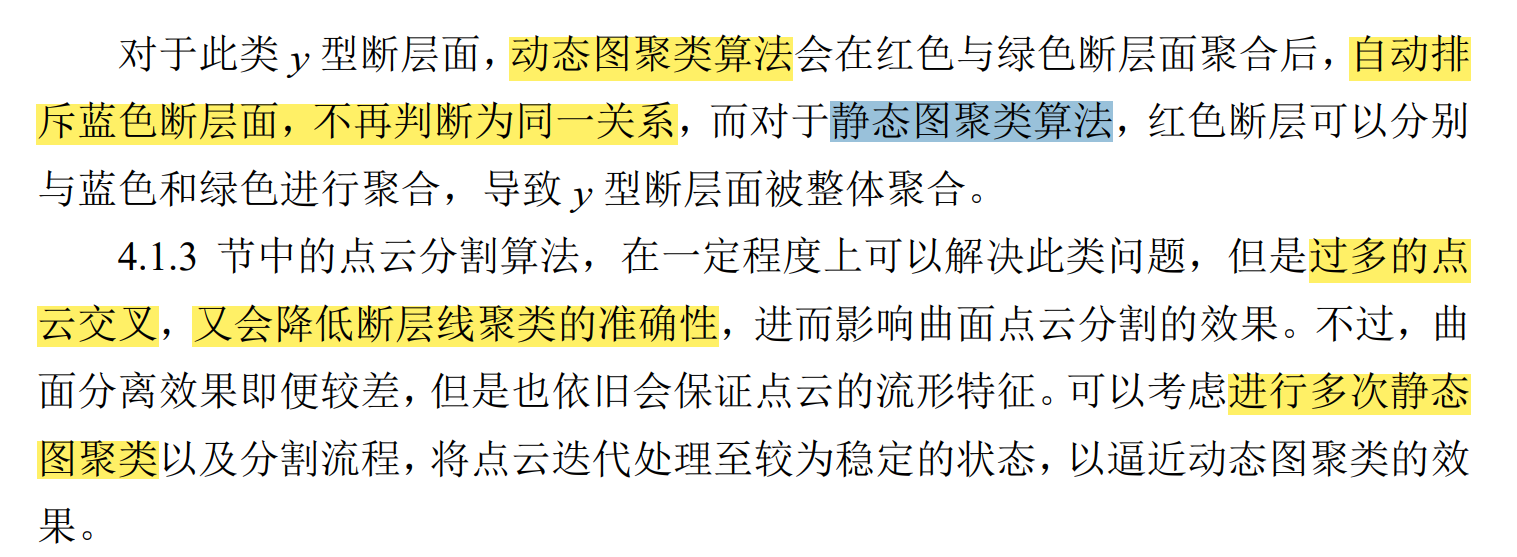 对于此类 y 型断层面，动态图聚类算法会在红色与绿色断层面聚合后，自动排
斥蓝色断层面，不再判断为同一关系，而对于静态图聚类算法，红色断层可以分别
与蓝色和绿色进行聚合，导致 y 型断层面被整体聚合。
4.1.3 节中的点云分割算法，在一定程度上可以解决此类问题，但是过多的点
云交叉，又会降低断层线聚类的准确性，进而影响曲面点云分割的效果。不过，曲
面分离效果即便较差，但是也依旧会保证点云的流形特征。可以考虑进行多次静态
图聚类以及分割流程，将点云迭代处理至较为稳定的状态，以逼近动态图聚类的效
果。